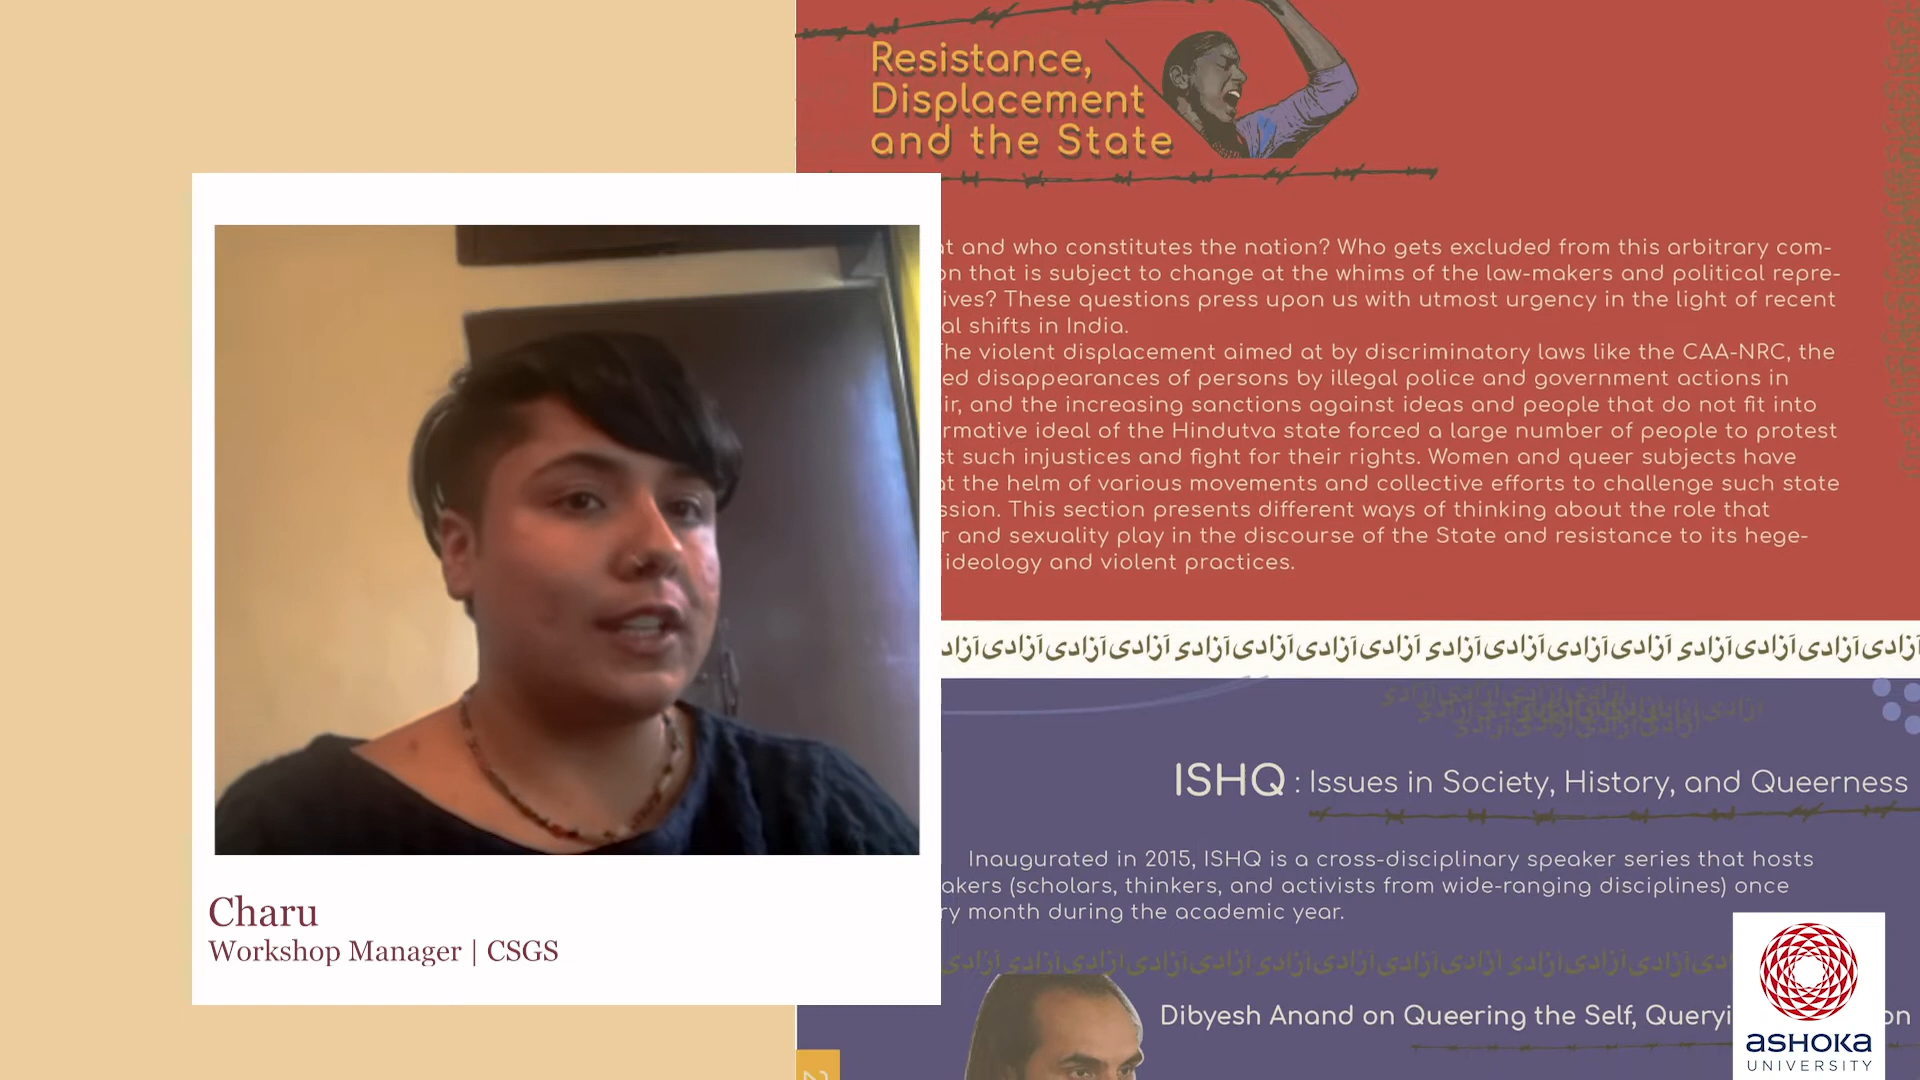 Resistance,
Displacement
and the State
and who constitutes the nation? Who gets excluded from this arbitrary com-
that is subject to change at the whims of the law-makers and political repre-
These questions press upon us with utmost urgency in the light of recent
shifts in India.
violent displacement aimed at by discriminatory laws like the CAA-NRC, the
disappearances of persons by illegal police and government actions in
and the increasing sanctions against ideas and people that do not fit into
ideal of the Hindutva state forced a large number of people to protest
such injustices and fight for their rights. Women and queer subjects have
the helm of various movements and collective efforts to challenge such state
This section presents different ways of thinking about the role that
and sexuality play in the discourse of the State and resistance to its hege-
ideology and violent practices.
آزادی آزادی آزادی آزادی آزادی آزادی آزادی آزادی آزادی آزادی آزادی آزادی آزادی آزادی آزادی آزادی
ISHQ : Issues in Society, History, and Queerness
Inaugurated in 2015, ISHQ is a cross-disciplinary speaker series that hosts
(scholars, thinkers, and activists from wide-ranging disciplines) once
month during the academic year.
Dibyesh Anand on Queering the Self,
Charu
Workshop Manager | CSGS
ASHOKA
UNIVERSITY